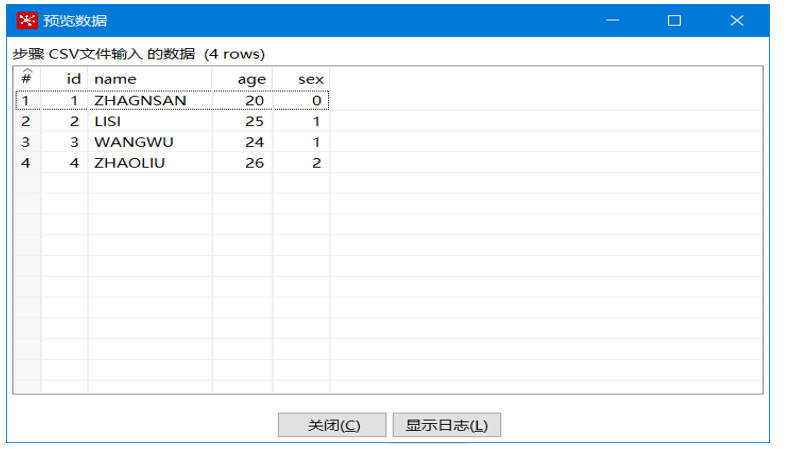 预览数据
步骤 CSV文件输入 的数据 (4 rows)
# id name age sex
1 1 ZHAGNSAN 20 0
2 2 LISI 25 1
3 3 WANGWU 24 1
4 4 ZHAOLIU 26 2
关闭(C) 显示日志(L)